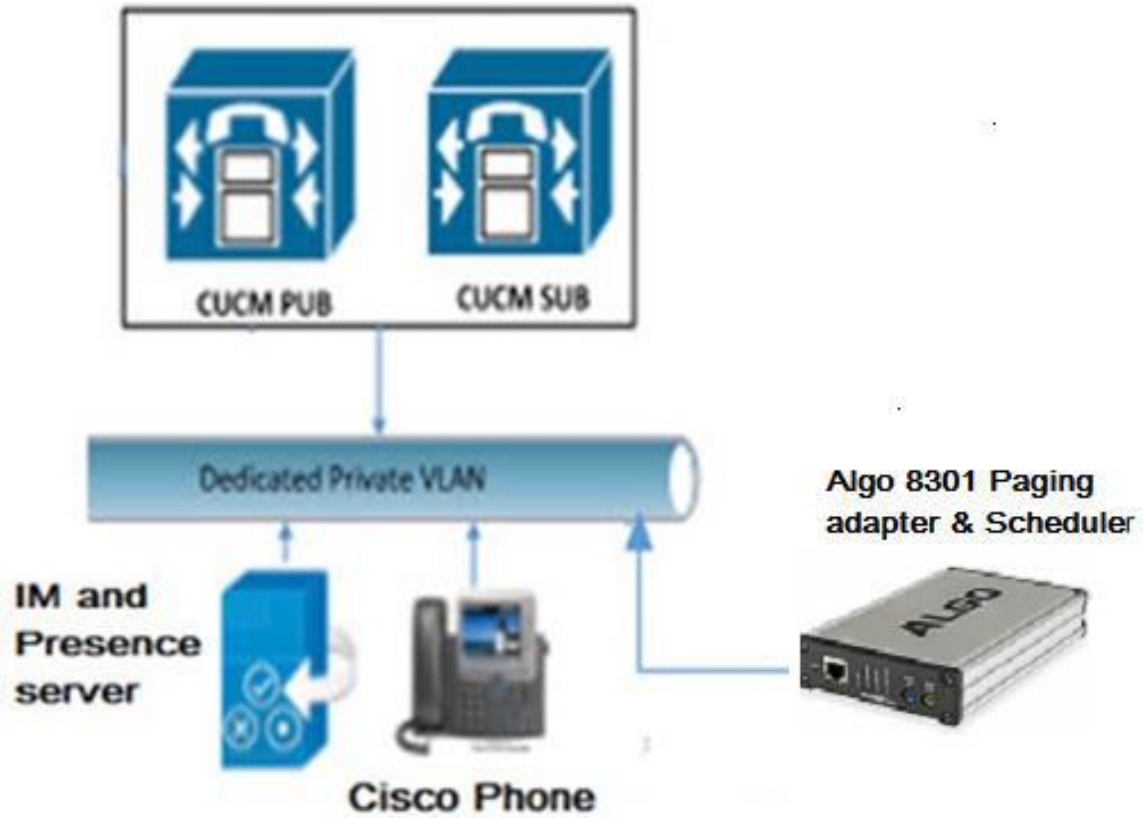 CUCM PUB
CUCM SUB
Dedicated Private VLAN
Algo 8301 Paging
adapter & Scheduler
ALGO
IM and
Presence
server
Cisco Phone